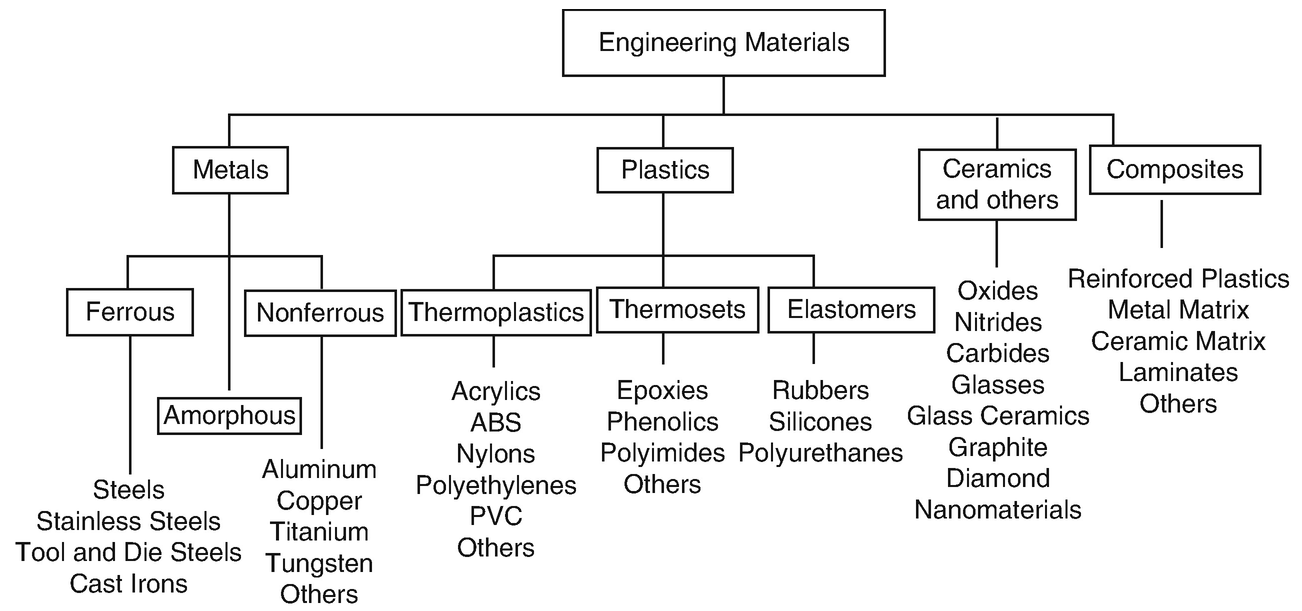 Engineering Materials
Metals
Plastics
Ceramics
and others
Composites
Ferrous
Amorphous
Nonferrous
Thermoplastics
Thermosets
Elastomers
Steels
Stainless Steels
Tool and Die Steels
Cast Irons
Aluminum
Copper
Titanium
Tungsten
Others
Acrylics
ABS
Nylons
Polyethylenes
PVC
Others
Epoxies
Phenolics
Polyimides
Others
Rubbers
Silicones
Polyurethanes
Oxides
Nitrides
Carbides
Glasses
Glass Ceramics
Graphite
Diamond
Nanomaterials
Reinforced Plastics
Metal Matrix
Ceramic Matrix
Laminates
Others